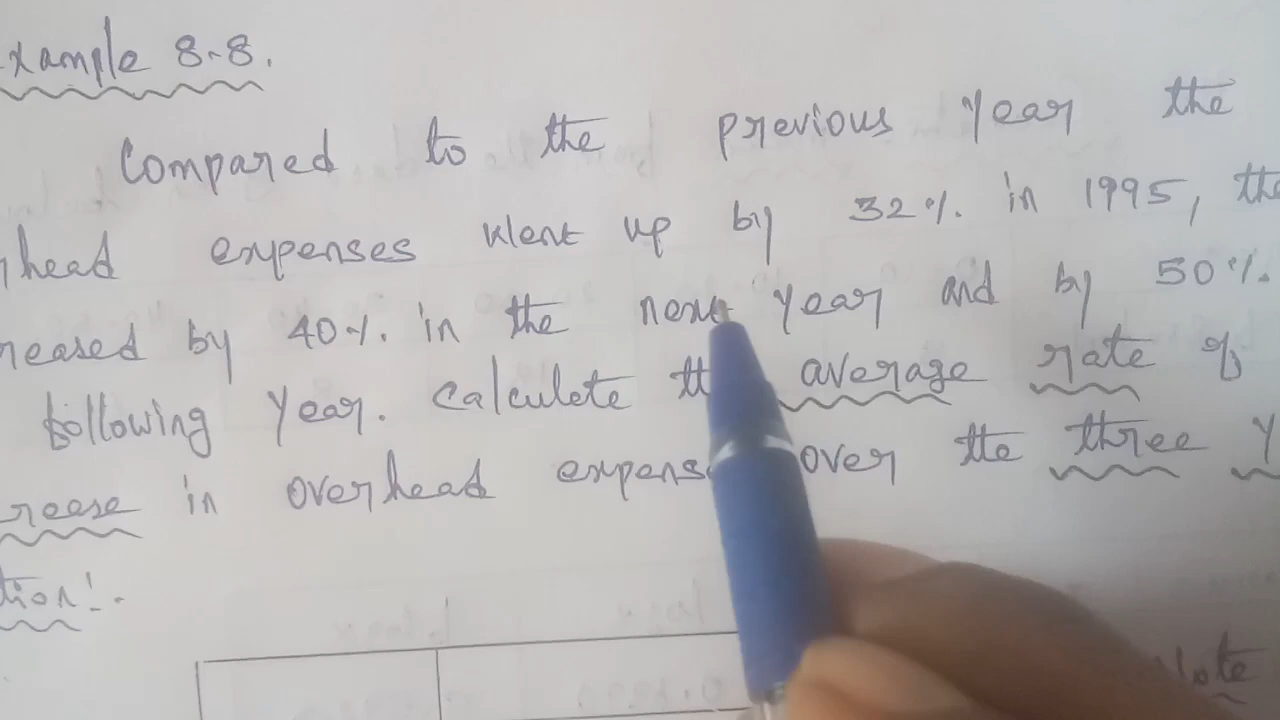 xample 8.8.
Compared to the previous year the
rhead expenses went up by 32%. in 1995, the
reased by 40%. in the next year and by 50%.
following year. Calculate average rate of
rease in overhead expens over the three Y
tion:-
Note